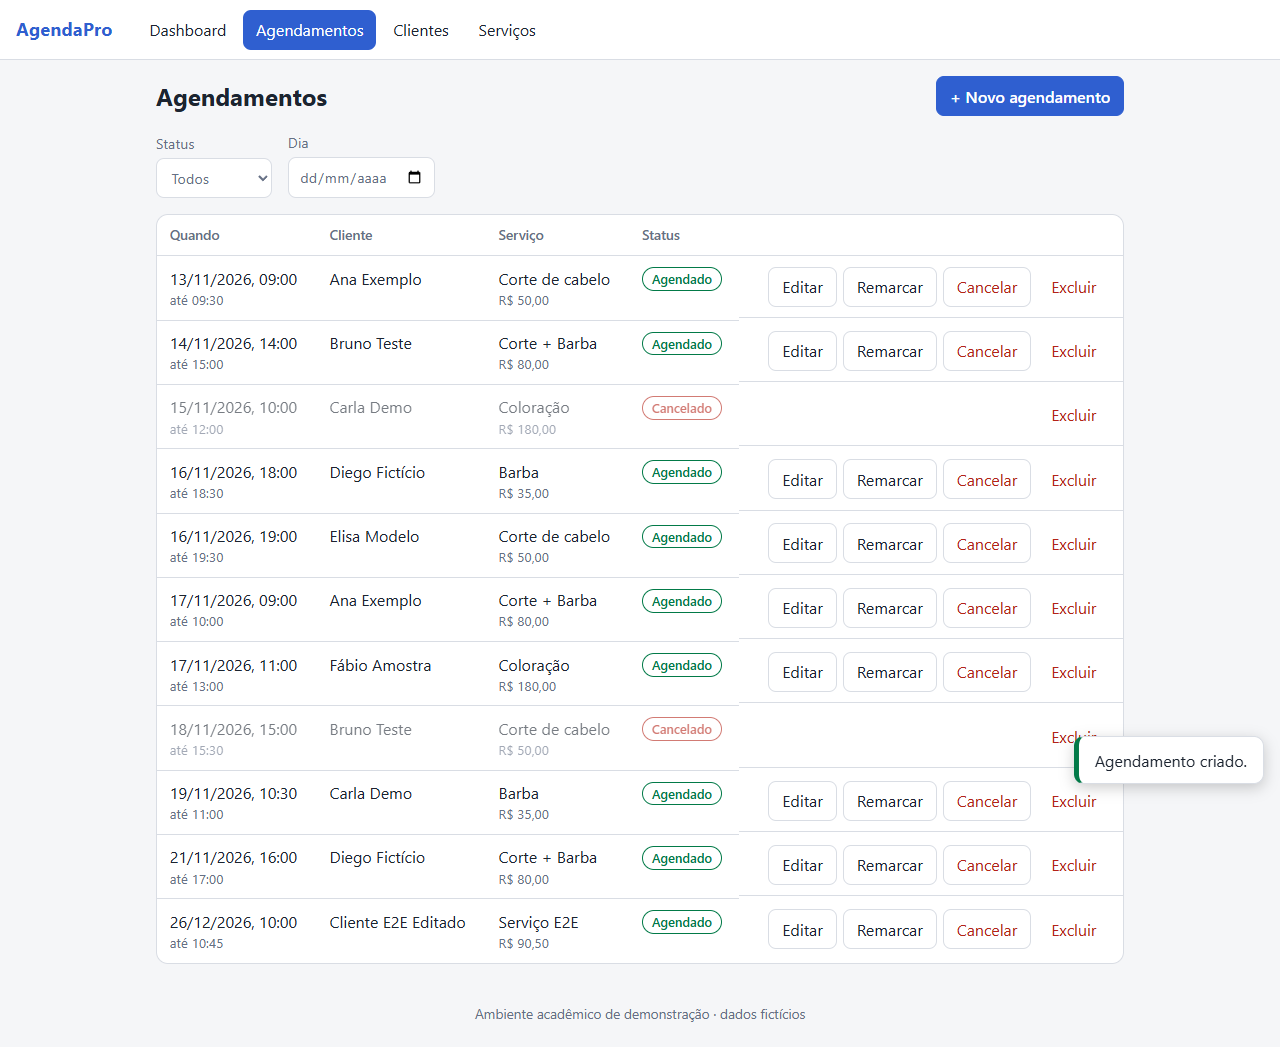 AgendaPro Dashboard Agendamentos Clientes Serviços
Agendamentos + Novo agendamento
Status Dia
Todos dd/mm/aaaa
Quando Cliente Serviço Status
13/11/2026, 09:00 Ana Exemplo Corte de cabelo Agendado Editar Remarcar Cancelar Excluir
até 09:30 R$ 50,00
14/11/2026, 14:00 Bruno Teste Corte + Barba Agendado Editar Remarcar Cancelar Excluir
até 15:00 R$ 80,00
15/11/2026, 10:00 Carla Demo Coloração Cancelado Excluir
até 12:00 R$ 180,00
16/11/2026, 18:00 Diego Fictício Barba Agendado Editar Remarcar Cancelar Excluir
até 18:30 R$ 35,00
16/11/2026, 19:00 Elisa Modelo Corte de cabelo Agendado Editar Remarcar Cancelar Excluir
até 19:30 R$ 50,00
17/11/2026, 09:00 Ana Exemplo Corte + Barba Agendado Editar Remarcar Cancelar Excluir
até 10:00 R$ 80,00
17/11/2026, 11:00 Fábio Amostra Coloração Agendado Editar Remarcar Cancelar Excluir
até 13:00 R$ 180,00
18/11/2026, 15:00 Bruno Teste Corte de cabelo Cancelado Excluir
até 15:30 R$ 50,00
Agendamento criado.
19/11/2026, 10:30 Carla Demo Barba Agendado Editar Remarcar Cancelar Excluir
até 11:00 R$ 35,00
21/11/2026, 16:00 Diego Fictício Corte + Barba Agendado Editar Remarcar Cancelar Excluir
até 17:00 R$ 80,00
26/12/2026, 10:00 Cliente E2E Editado Serviço E2E Agendado Editar Remarcar Cancelar Excluir
até 10:45 R$ 90,50
Ambiente acadêmico de demonstração · dados fictícios